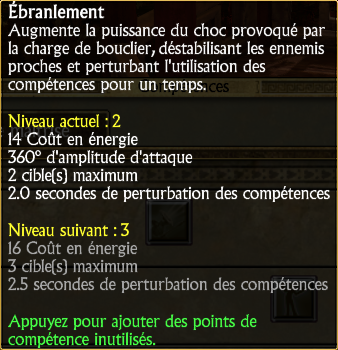 Ébranlement
Augmente la puissance du choc provoqué par
la charge de bouclier, déstabilisant les ennemis
proches et perturbant l'utilisation des
compétences pour un temps.
Niveau actuel : 2
14 Coût en énergie
360° d'amplitude d'attaque
2 cible(s) maximum
2.0 secondes de perturbation des compétences
Niveau suivant : 3
16 Coût en énergie
3 cible(s) maximum
2.5 secondes de perturbation des compétences
Appuyez pour ajouter des points de
compétence inutilisés.